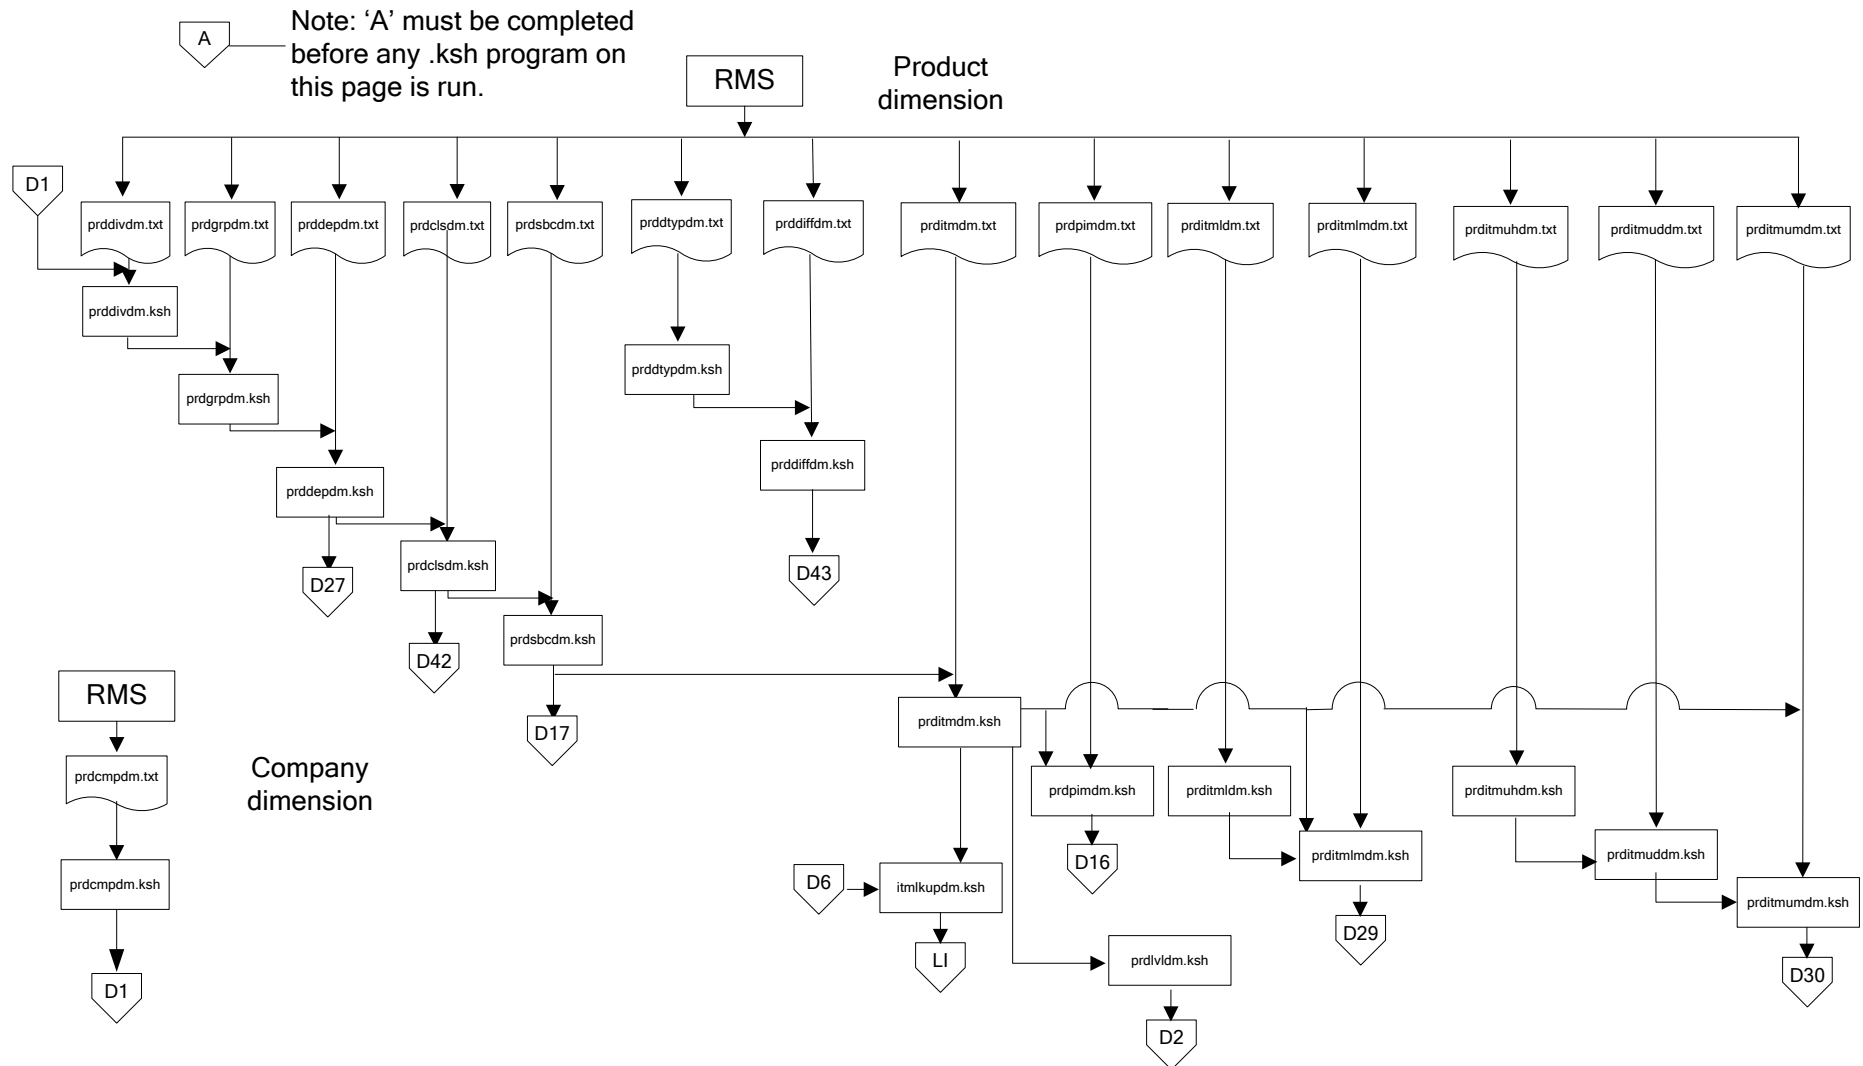 A
Note: ‘A’ must be completed
before any .ksh program on
this page is run.
RMS
Product
dimension
D1
prddivdm.txt
prdgrpdm.txt
prddepdm.txt
prdclsdm.txt
prdsbcdm.txt
prddtypdm.txt
prddiffdm.txt
prditmdm.txt
prdpimdm.txt
prditmldm.txt
prditmlmdm.txt
prditmuhdm.txt
prditmuddm.txt
prditmumdm.txt
prddivdm.ksh
prddtypdm.ksh
prdgrpdm.ksh
prddiffdm.ksh
prddepdm.ksh
prdclsdm.ksh
D27
D43
prdsbcdm.ksh
D42
RMS
prditmdm.ksh
D17
prdcmpdm.txt
Company
dimension
prdpimdm.ksh
prditmldm.ksh
prditmuhdm.ksh
prditmlmdm.ksh
prditmuddm.ksh
D16
prdcmpdm.ksh
D6
itmlkupdm.ksh
prditmumdm.ksh
D29
LI
prdlvldm.ksh
D30
D1
D2